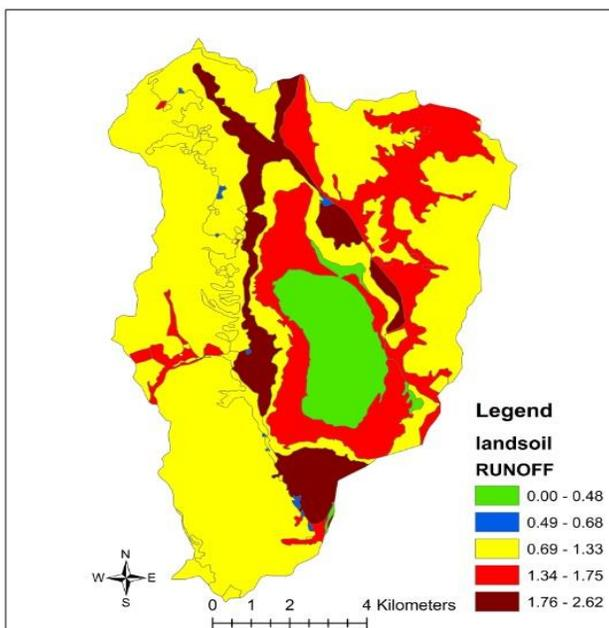 Legend
landsoil
RUNOFF
0.00 - 0.48
0.49 - 0.68
0.69 - 1.33
1.34 - 1.75
1.76 - 2.62
N
W E
S
0 1 2 4 Kilometers